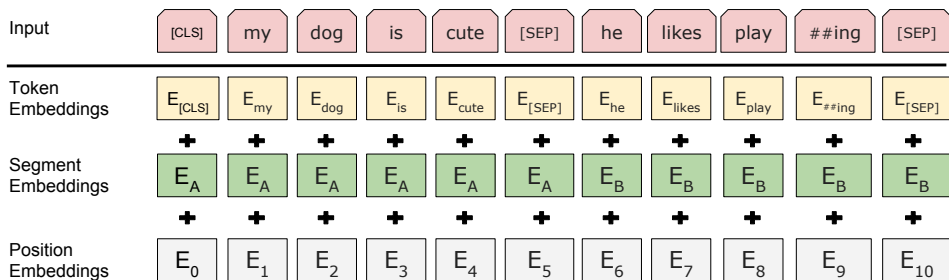 Input [CLS] my dog is cute [SEP] he likes play ##ing [SEP]
Token
Embeddings E[CLS] Emy Edog Eis Ecute E[SEP] Ehe Elikes Eplay E##ing E[SEP]
+ + + + + + + + + + +
Segment
Embeddings EA EA EA EA EA EA EB EB EB EB EB
+ + + + + + + + + + +
Position
Embeddings E0 E1 E2 E3 E4 E5 E6 E7 E8 E9 E10